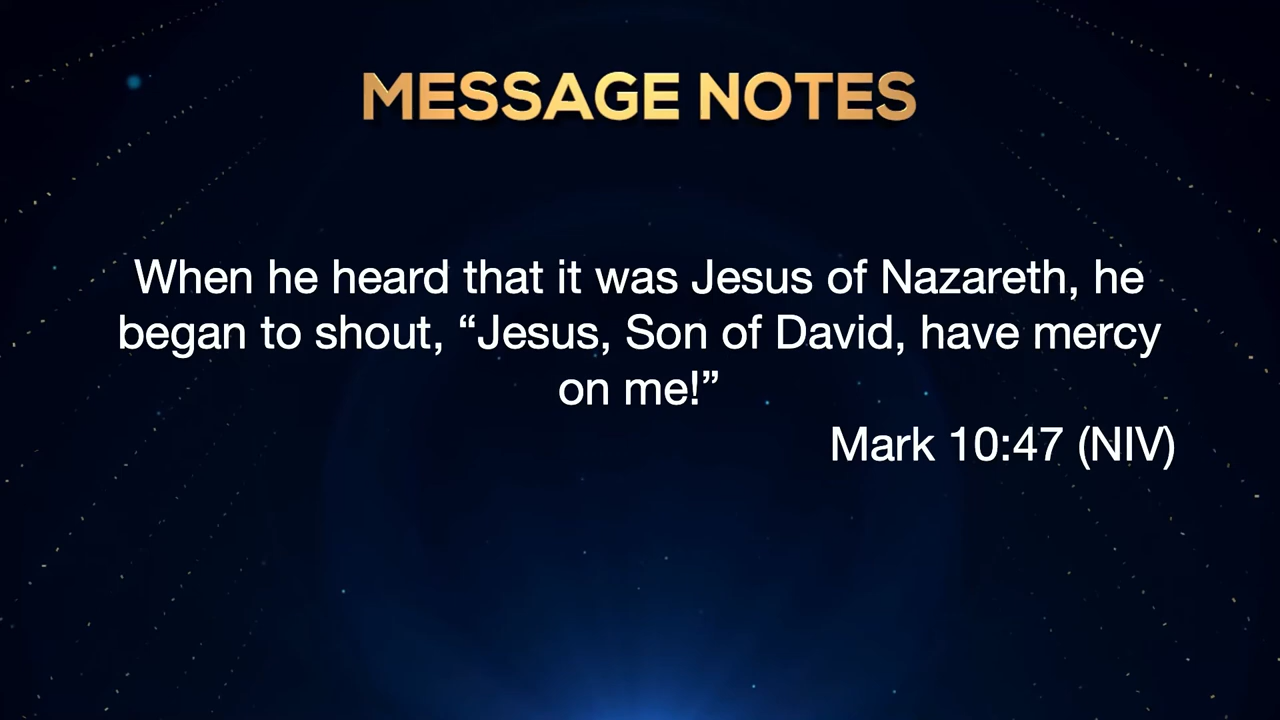 MESSAGE NOTES
When he heard that it was Jesus of Nazareth, he
began to shout, “Jesus, Son of David, have mercy
on me!”
Mark 10:47 (NIV)